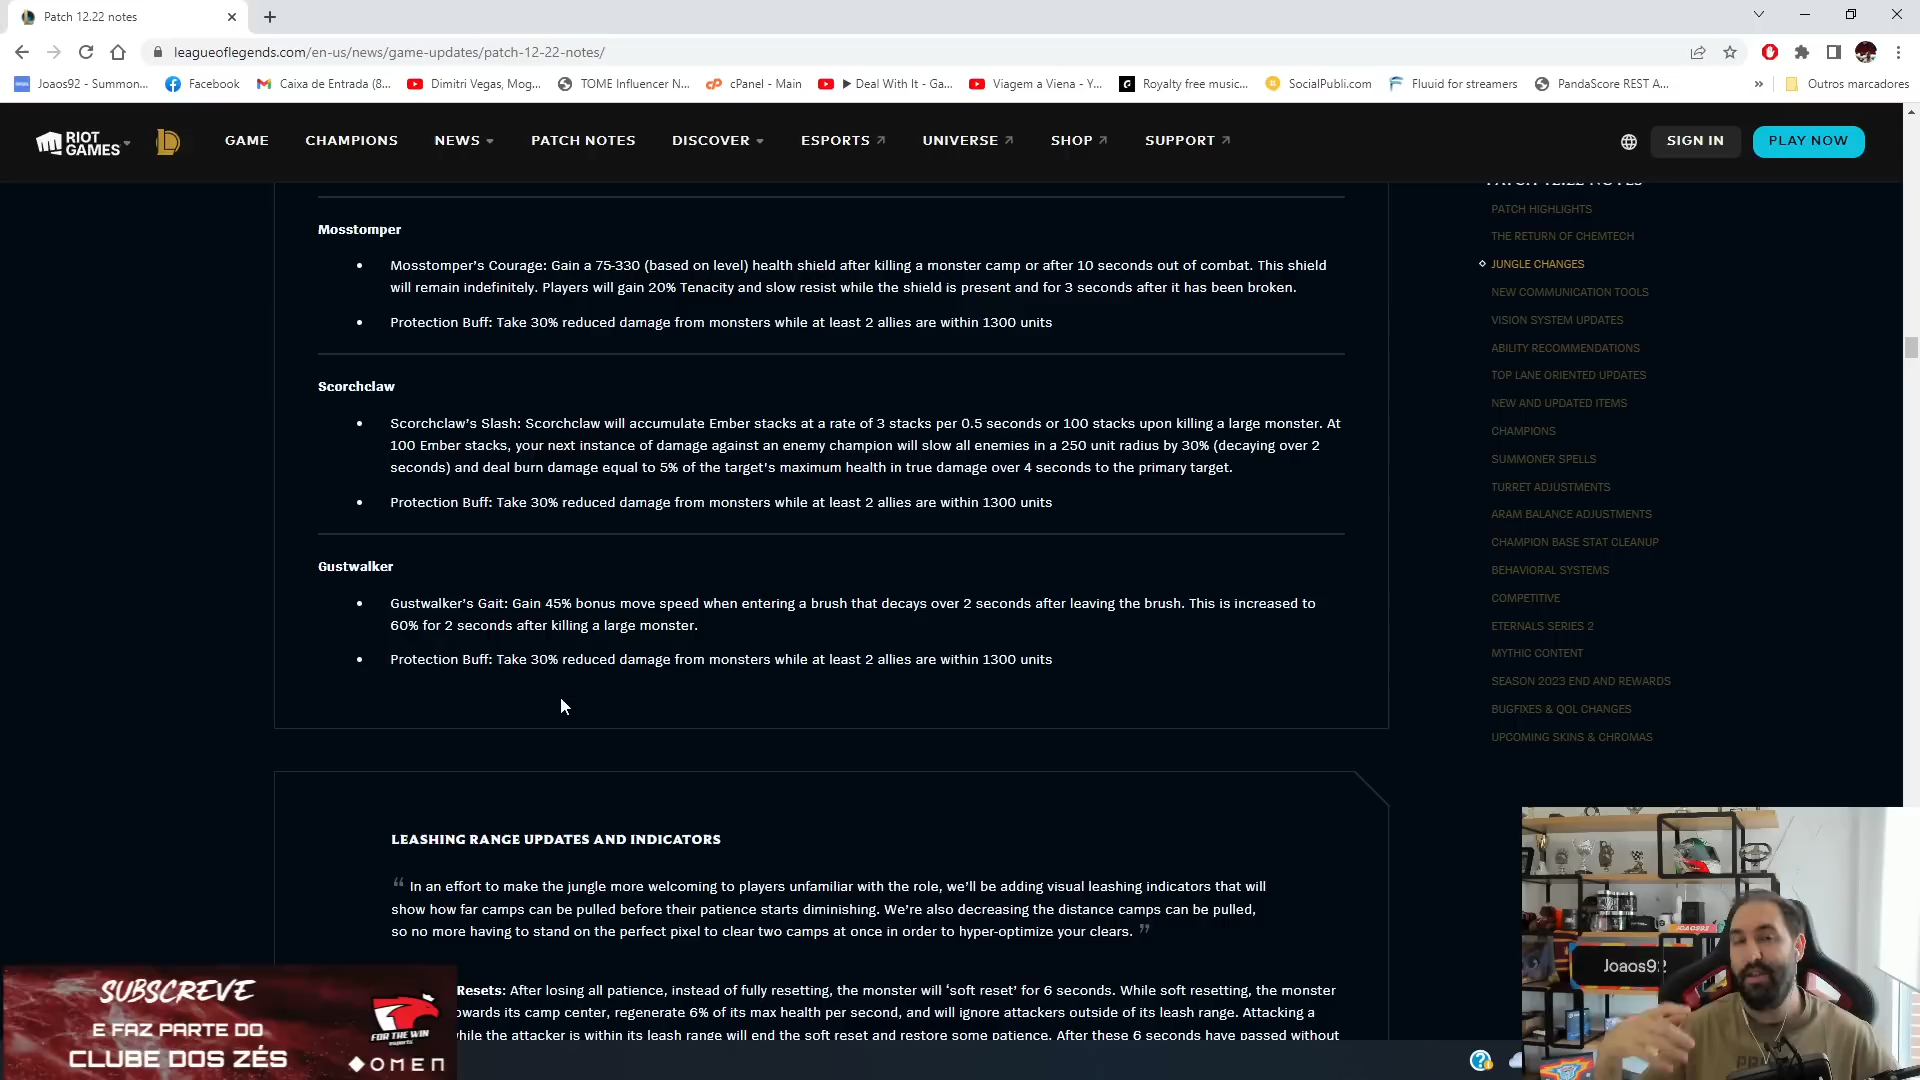 Patch 12.22 notes
leagueoflegends.com/en-us/news/game-updates/patch-12-22-notes/
Joaos92 - Summon... Facebook Caixa de Entrada (8... Dimitri Vegas, Mog... TOME Influencer N... cPanel - Main ▶ Deal With It - Ga... Viagem a Viena - Y... Royalty free music... SocialPubli.com Fluuid for streamers PandaScore REST A... » Outros marcadores
RIOT GAMES GAME CHAMPIONS NEWS PATCH NOTES DISCOVER ESPORTS UNIVERSE SHOP SUPPORT SIGN IN PLAY NOW
PATCH 12.22 NOTES
PATCH HIGHLIGHTS
THE RETURN OF CHEMTECH
JUNGLE CHANGES
NEW COMMUNICATION TOOLS
VISION SYSTEM UPDATES
ABILITY RECOMMENDATIONS
TOP LANE ORIENTED UPDATES
NEW AND UPDATED ITEMS
CHAMPIONS
SUMMONER SPELLS
TURRET ADJUSTMENTS
ARAM BALANCE ADJUSTMENTS
CHAMPION BASE STAT CLEANUP
BEHAVIORAL SYSTEMS
COMPETITIVE
ETERNALS SERIES 2
MYTHIC CONTENT
SEASON 2023 END AND REWARDS
BUGFIXES & QOL CHANGES
UPCOMING SKINS & CHROMAS
Mosstomper
• Mosstomper's Courage: Gain a 75-330 (based on level) health shield after killing a monster camp or after 10 seconds out of combat. This shield
will remain indefinitely. Players will gain 20% Tenacity and slow resist while the shield is present and for 3 seconds after it has been broken.
• Protection Buff: Take 30% reduced damage from monsters while at least 2 allies are within 1300 units
Scorchclaw
• Scorchclaw's Slash: Scorchclaw will accumulate Ember stacks at a rate of 3 stacks per 0.5 seconds or 100 stacks upon killing a large monster. At
100 Ember stacks, your next instance of damage against an enemy champion will slow all enemies in a 250 unit radius by 30% (decaying over 2
seconds) and deal burn damage equal to 5% of the target's maximum health in true damage over 4 seconds to the primary target.
• Protection Buff: Take 30% reduced damage from monsters while at least 2 allies are within 1300 units
Gustwalker
• Gustwalker's Gait: Gain 45% bonus move speed when entering a brush that decays over 2 seconds after leaving the brush. This is increased to
60% for 2 seconds after killing a large monster.
• Protection Buff: Take 30% reduced damage from monsters while at least 2 allies are within 1300 units
LEASHING RANGE UPDATES AND INDICATORS
“ In an effort to make the jungle more welcoming to players unfamiliar with the role, we'll be adding visual leashing indicators that will
show how far camps can be pulled before their patience starts diminishing. We're also decreasing the distance camps can be pulled,
so no more having to stand on the perfect pixel to clear two camps at once in order to hyper-optimize your clears. ”
Resets: After losing all patience, instead of fully resetting, the monster will 'soft reset' for 6 seconds. While soft resetting, the monster
owards its camp center, regenerate 6% of its max health per second, and will ignore attackers outside of its leash range. Attacking a
hile the attacker is within its leash range will end the soft reset and restore some patience. After these 6 seconds have passed without
SUBSCREVE
E FAZ PARTE DO
CLUBE DOS ZÉS
FOR THE WIN
esports
OMEN
JOAOS92
Joaos92